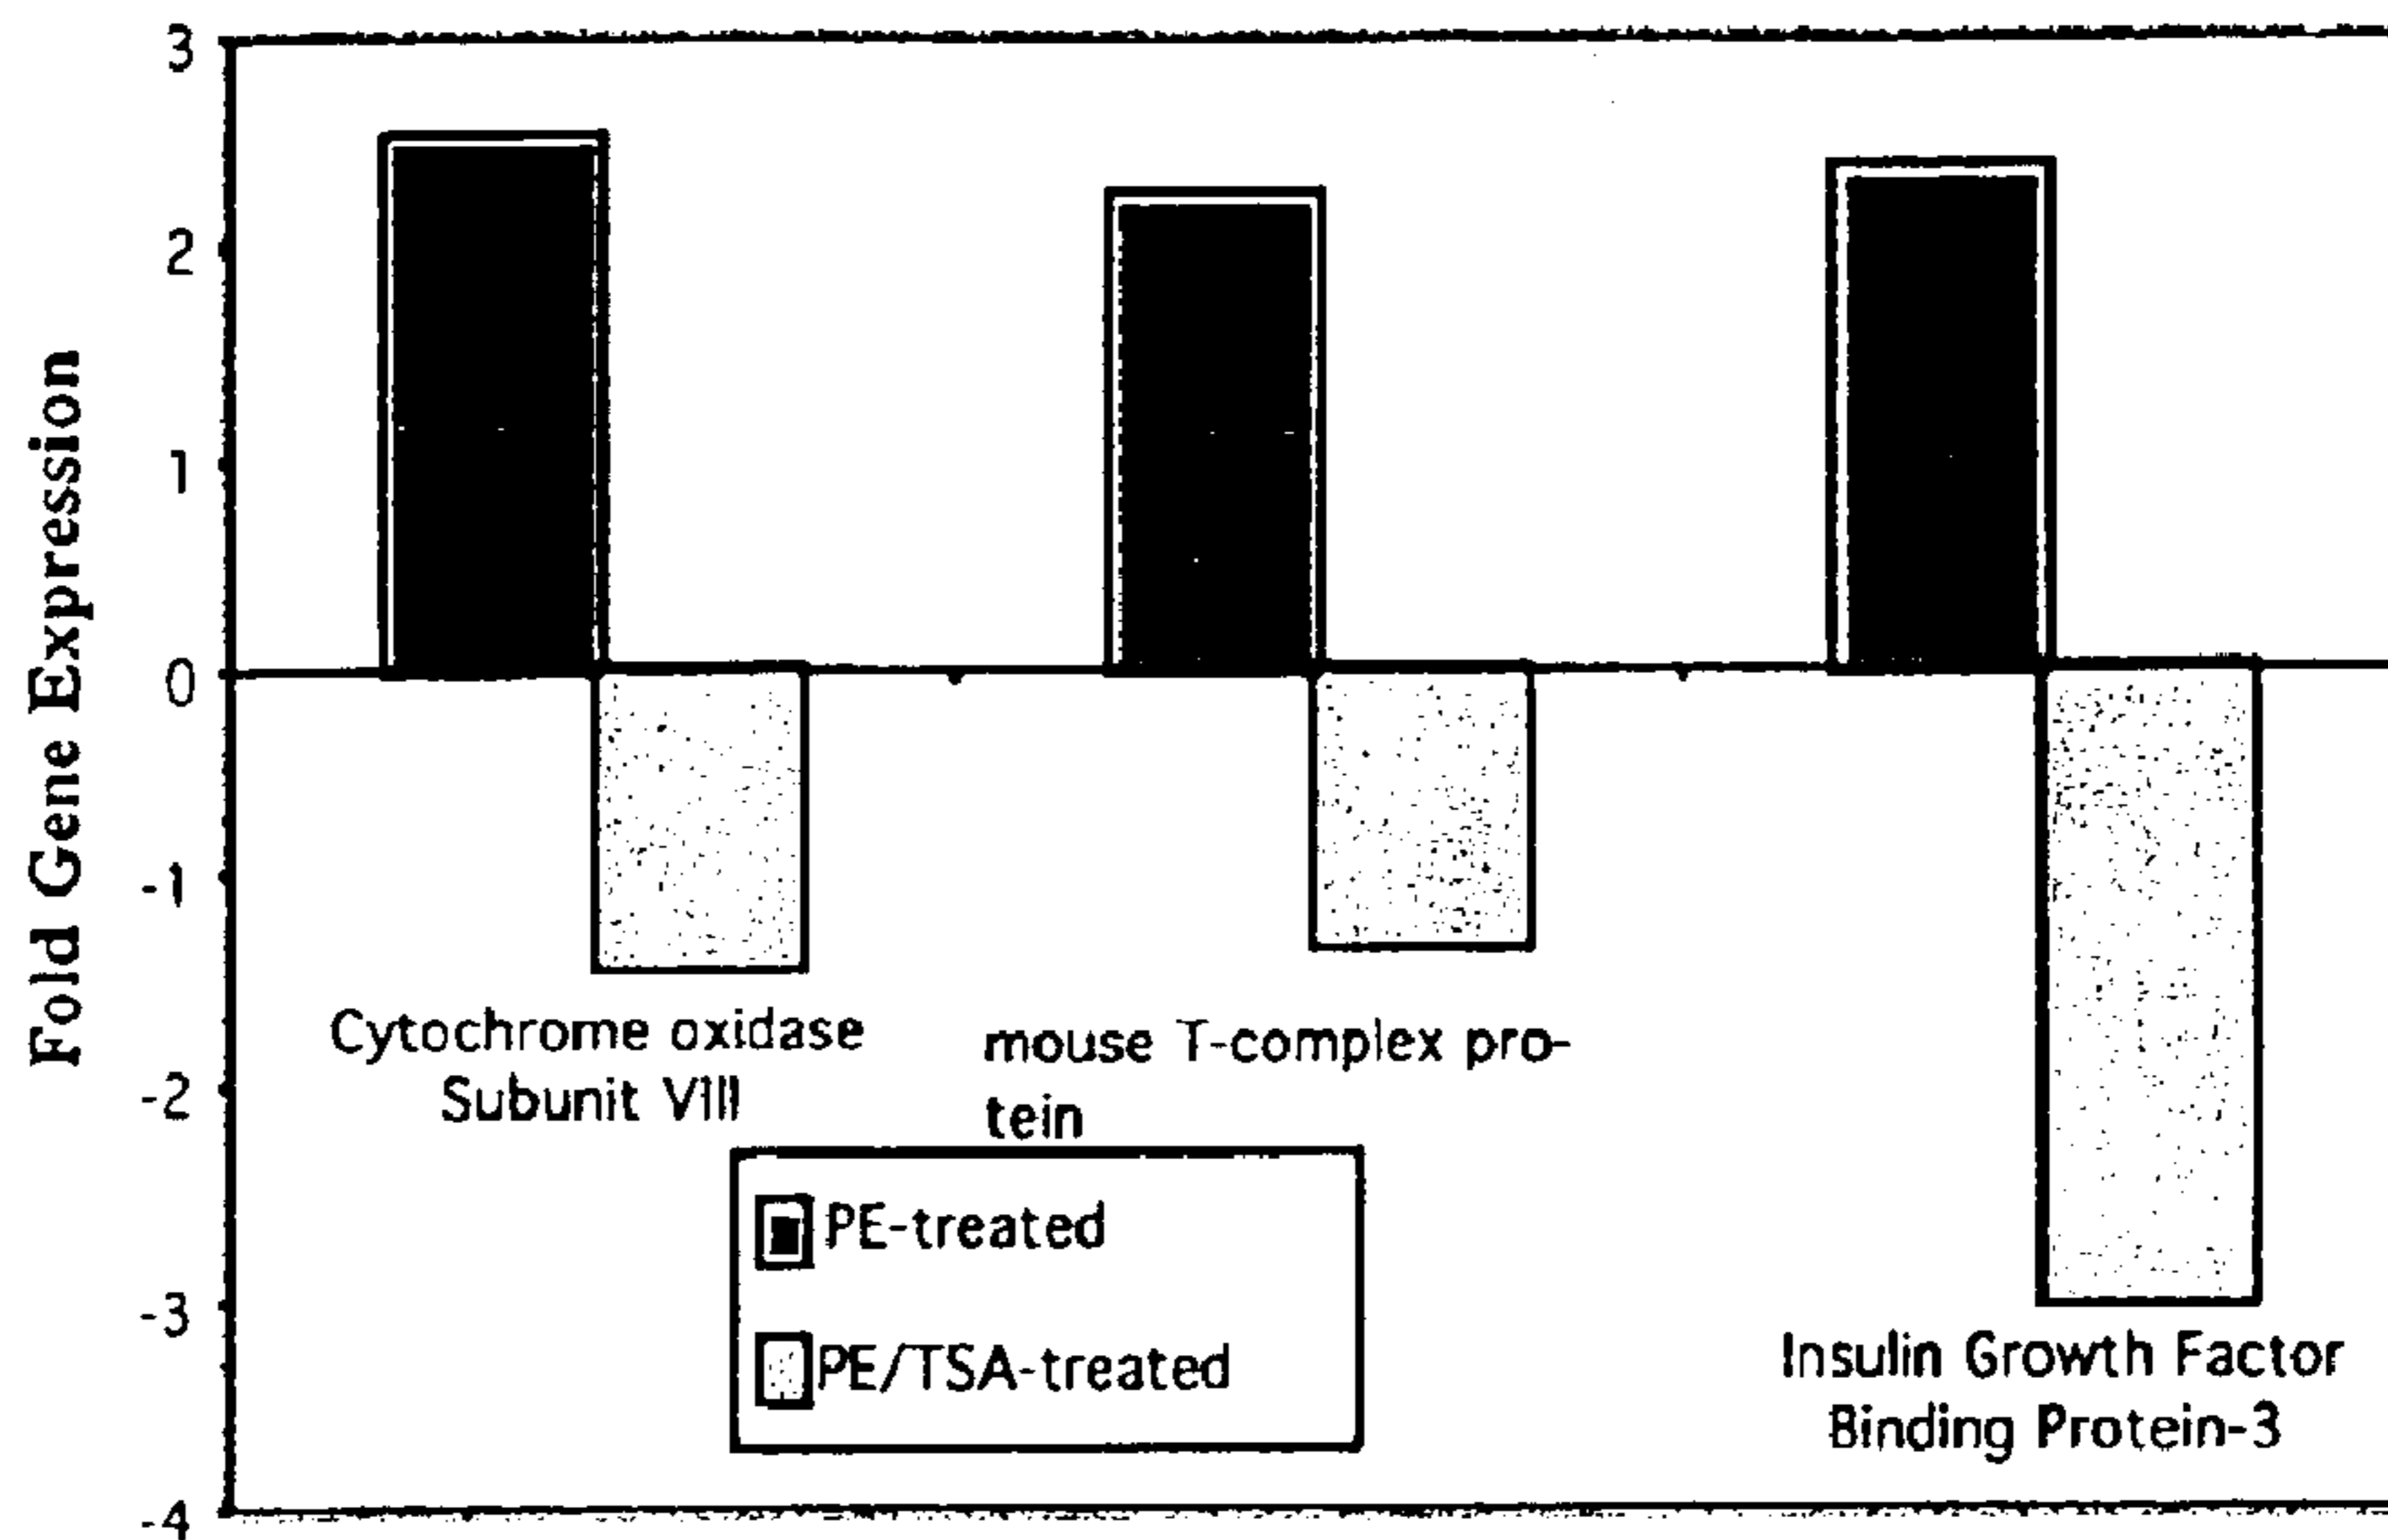 Fold Gene Expression
3
2
1
0
-1
-2
-3
-4
Cytochrome oxidase
Subunit VIII
mouse T-complex pro-
tein
PE-treated
PE/TSA-treated
Insulin Growth Factor
Binding Protein-3